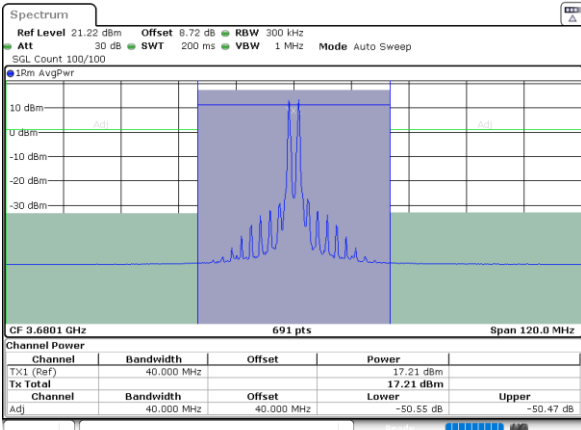 Spectrum
Ref Level 21.22 dBm Offset 8.72 dB RBW 300 kHz
Att 30 dB SWT 200 ms VBW 1 MHz Mode Auto Sweep
SGL Count 100/100
1Rm AvgPwr
10 dBm
Adj Adj
0 dBm
-10 dBm
-20 dBm
-30 dBm
CF 3.6801 GHz 691 pts Span 120.0 MHz
Channel Power
Channel Bandwidth Offset Power
TX1 (Ref) 40.000 MHz 17.21 dBm
Tx Total 17.21 dBm
Channel Bandwidth Offset Lower Upper
Adj 40.000 MHz 40.000 MHz -50.55 dB -50.47 dB